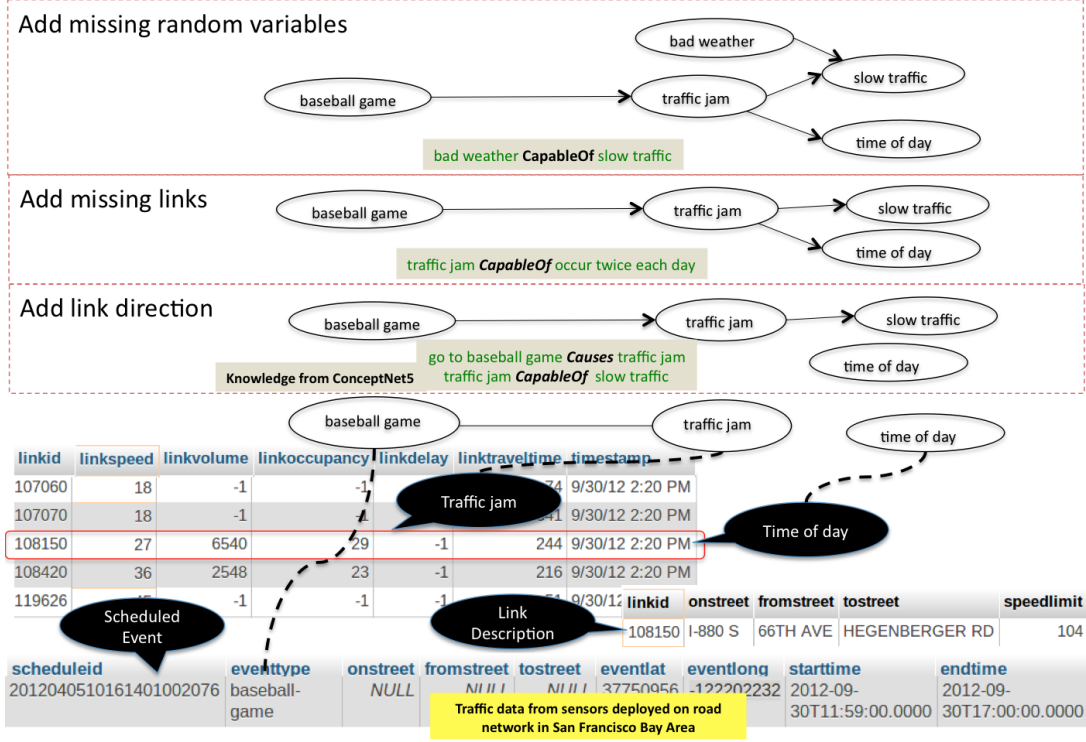 Add missing random variables
bad weather
slow traffic
baseball game
traffic jam
time of day
bad weather CapableOf slow traffic
Add missing links
baseball game
traffic jam
slow traffic
time of day
traffic jam CapableOf occur twice each day
Add link direction
baseball game
traffic jam
slow traffic
time of day
go to baseball game Causes traffic jam
traffic jam CapableOf slow traffic
Knowledge from ConceptNet5
baseball game
traffic jam
time of day
linkid linkspeed linkvolume linkoccupancy linkdelay linktraveltime timestamp
107060 18 -1 -1 74 9/30/12 2:20 PM
107070 18 -1 9/30/12 2:20 PM
108150 27 6540 29 -1 244 9/30/12 2:20 PM
108420 36 2548 23 -1 216 9/30/12 2:20 PM
119626 -1 -1 -1 9/30/12
Traffic jam
Time of day
Scheduled
Event
Link
Description
linkid onstreet fromstreet tostreet speedlimit
108150 I-880 S 66TH AVE HEGENBERGER RD 104
scheduleid eventtype onstreet fromstreet tostreet eventlat eventlong starttime endtime
2012040510161401002076 baseball- NULL NULL NULL 37750956 -122202232 2012-09- 2012-09-
game 30T11:59:00.0000 30T17:00:00.0000
Traffic data from sensors deployed on road
network in San Francisco Bay Area